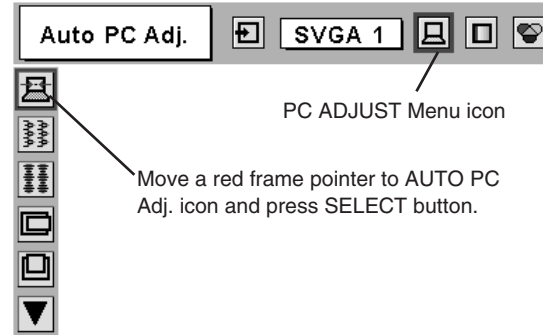 Auto PC Adj.
SVGA 1
PC ADJUST Menu icon
Move a red frame pointer to AUTO PC
Adj. icon and press SELECT button.